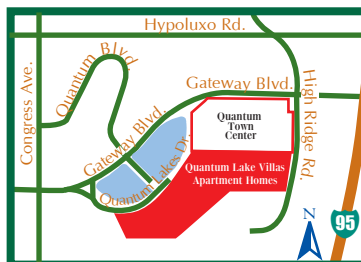 Hypoluxo Rd.
Congress Ave.
Quantum Blvd.
Gateway Blvd.
Gateway Blvd.
High Ridge Rd.
Quantum
Town
Center
Quantum Lakes Dr.
Quantum Lake Villas
Apartment Homes
N
95